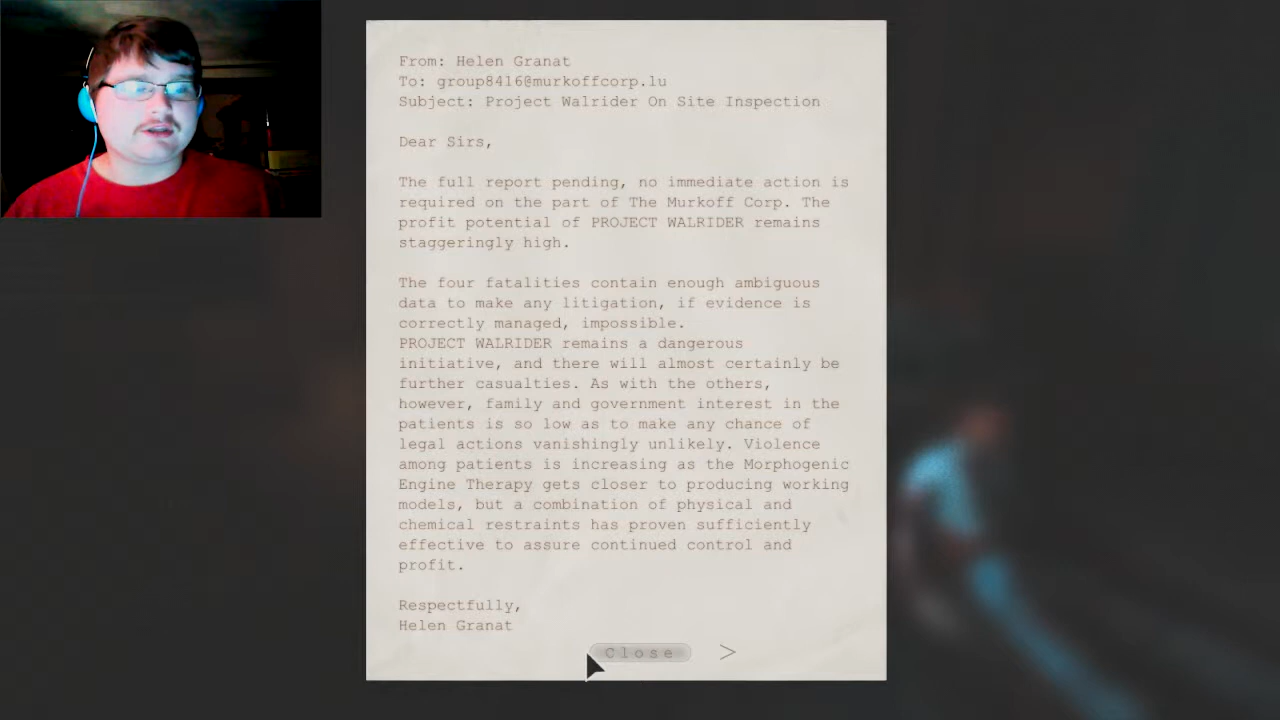 From: Helen Granat
To: group8416@murkoffcorp.lu
Subject: Project Walrider On Site Inspection
Dear Sirs,
The full report pending, no immediate action is
required on the part of The Murkoff Corp. The
profit potential of PROJECT WALRIDER remains
staggeringly high.
The four fatalities contain enough ambiguous
data to make any litigation, if evidence is
correctly managed, impossible.
PROJECT WALRIDER remains a dangerous
initiative, and there will almost certainly be
further casualties. As with the others,
however, family and government interest in the
patients is so low as to make any chance of
legal actions vanishingly unlikely. Violence
among patients is increasing as the Morphogenic
Engine Therapy gets closer to producing working
models, but a combination of physical and
chemical restraints has proven sufficiently
effective to assure continued control and
profit.
Respectfully,
Helen Granat
Close >